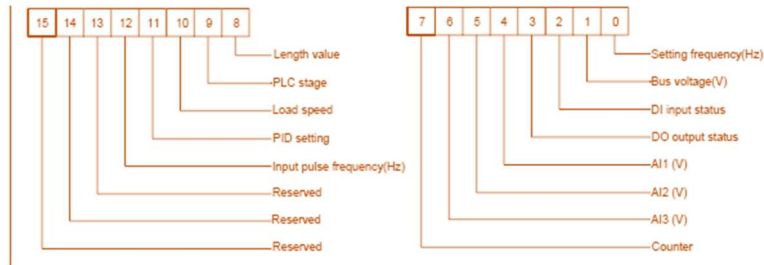 15 14 13 12 11 10 9 8
Length value
PLC stage
Load speed
PID setting
Input pulse frequency(Hz)
Reserved
Reserved
Reserved
7 6 5 4 3 2 1 0
Setting frequency(Hz)
Bus voltage(V)
DI input status
DO output status
AI1 (V)
AI2 (V)
AI3 (V)
Counter